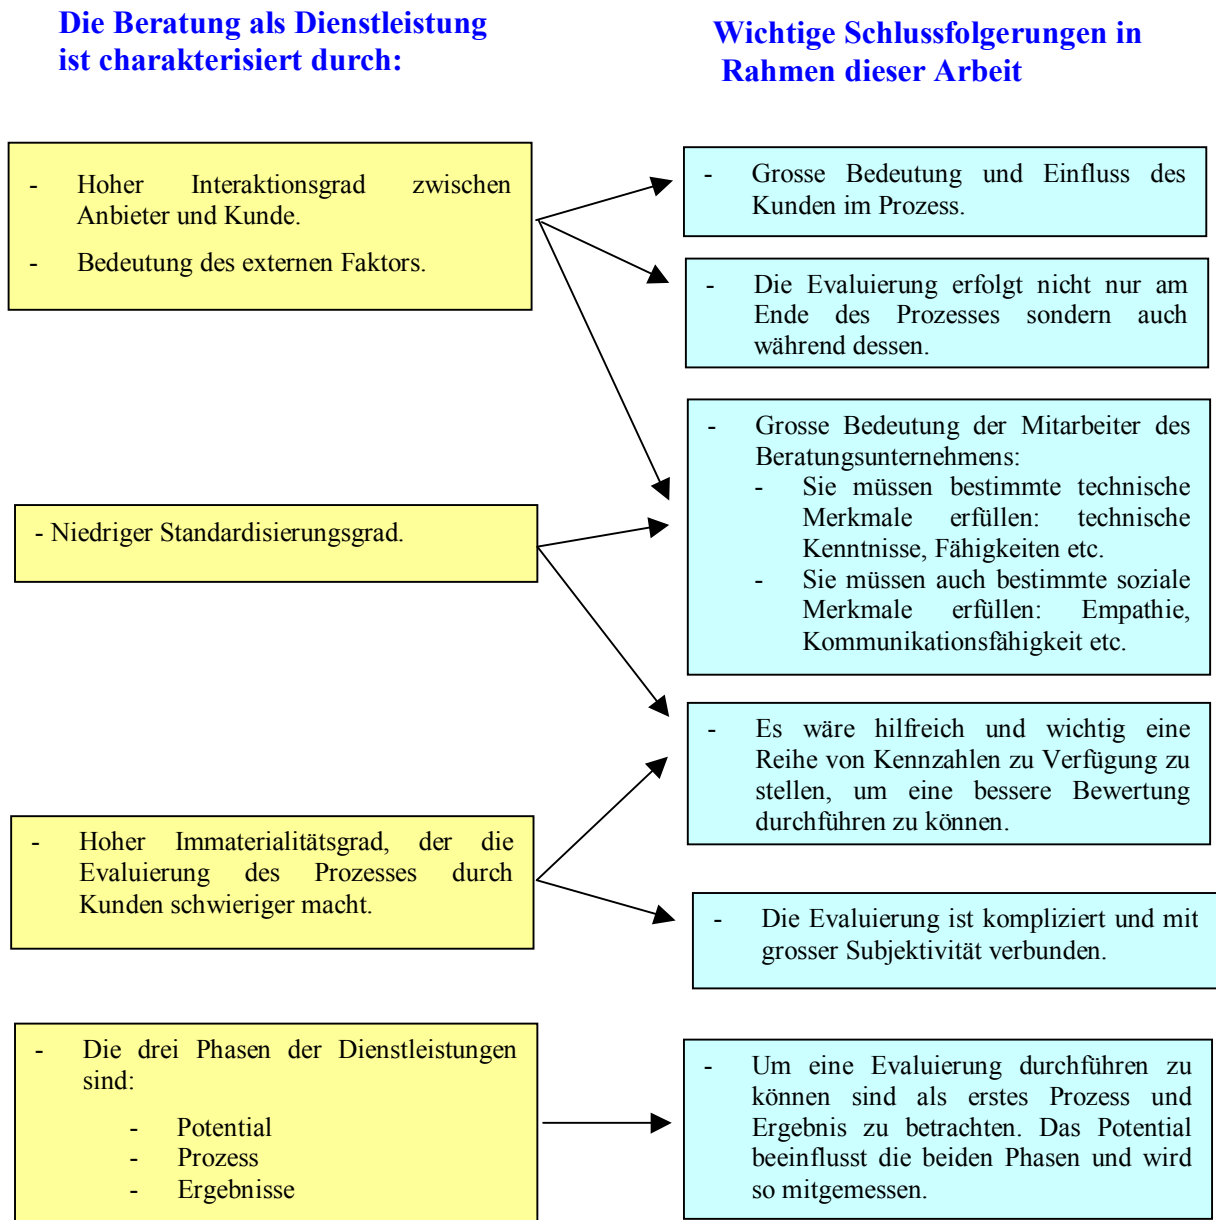 Die Beratung als Dienstleistung
ist charakterisiert durch:
- Hoher Interaktionsgrad zwischen
Anbieter und Kunde.
- Bedeutung des externen Faktors.
- Niedriger Standardisierungsgrad.
- Hoher Immaterialitätsgrad, der die
Evaluierung des Prozesses durch
Kunden schwieriger macht.
- Die drei Phasen der Dienstleistungen
sind:
- Potential
- Prozess
- Ergebnisse
Wichtige Schlussfolgerungen in
Rahmen dieser Arbeit
- Grosse Bedeutung und Einfluss des
Kunden im Prozess.
- Die Evaluierung erfolgt nicht nur am
Ende des Prozesses sondern auch
während dessen.
- Grosse Bedeutung der Mitarbeiter des
Beratungsunternehmens:
- Sie müssen bestimmte technische
Merkmale erfüllen: technische
Kenntnisse, Fähigkeiten etc.
- Sie müssen auch bestimmte soziale
Merkmale erfüllen: Empathie,
Kommunikationsfähigkeit etc.
- Es wäre hilfreich und wichtig eine
Reihe von Kennzahlen zu Verfügung zu
stellen, um eine bessere Bewertung
durchführen zu können.
- Die Evaluierung ist kompliziert und mit
grosser Subjektivität verbunden.
- Um eine Evaluierung durchführen zu
können sind als erstes Prozess und
Ergebnis zu betrachten. Das Potential
beeinflusst die beiden Phasen und wird
so mitgemessen.